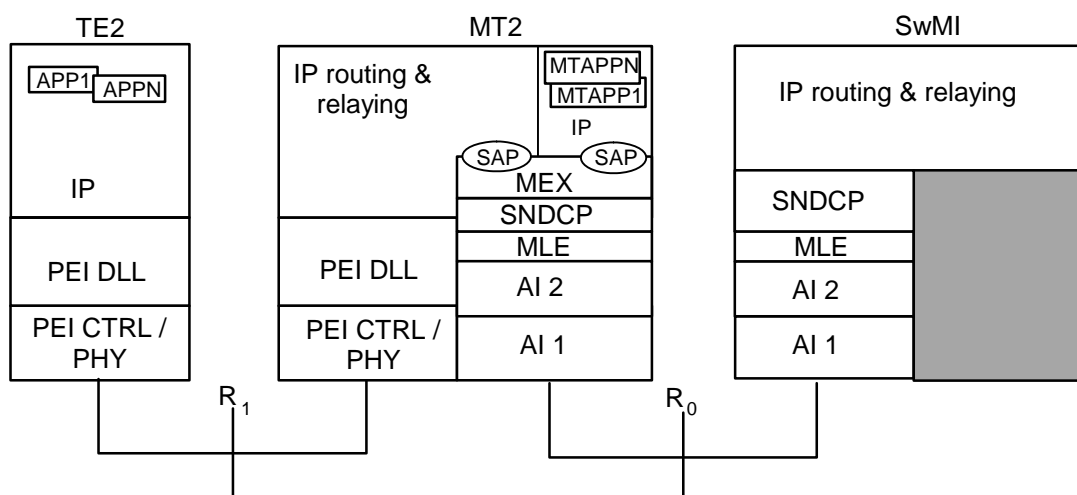 TE2
MT2
SwMI
APP1
APPN
IP
PEI DLL
PEI CTRL /
PHY
IP routing &
relaying
MTAPPN
MTAPP1
IP
SAP
SAP
MEX
SNDCP
MLE
AI 2
AI 1
PEI DLL
PEI CTRL /
PHY
IP routing & relaying
SNDCP
MLE
AI 2
AI 1
R1
R0